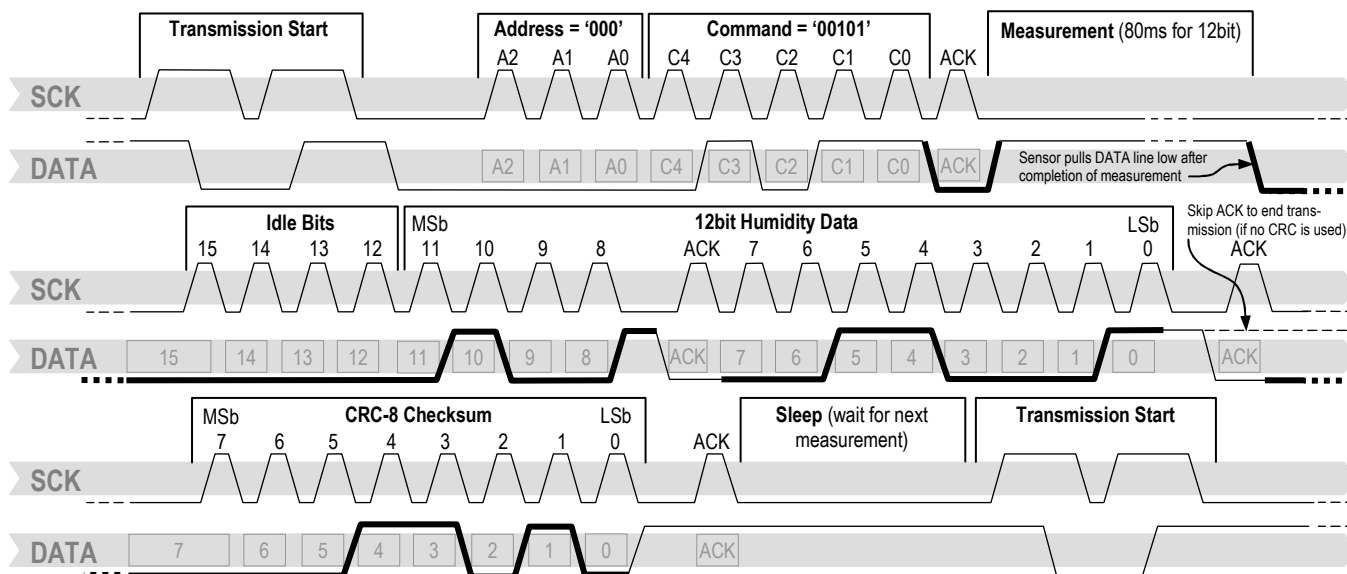 Transmission Start
Address = ‘000’
Command = ‘00101’
Measurement (80ms for 12bit)
A2 A1 A0 C4 C3 C2 C1 C0 ACK
SCK
DATA
A2 A1 A0 C4 C3 C2 C1 C0 ACK
Sensor pulls DATA line low after
completion of measurement
Idle Bits
MSb
12bit Humidity Data
LSb
Skip ACK to end trans-
mission (if no CRC is used)
15 14 13 12 11 10 9 8 ACK 7 6 5 4 3 2 1 0 ACK
SCK
DATA
15 14 13 12 11 10 9 8 ACK 7 6 5 4 3 2 1 0 ACK
MSb
CRC-8 Checksum
LSb
Sleep (wait for next
measurement)
Transmission Start
7 6 5 4 3 2 1 0 ACK
SCK
DATA
7 6 5 4 3 2 1 0 ACK